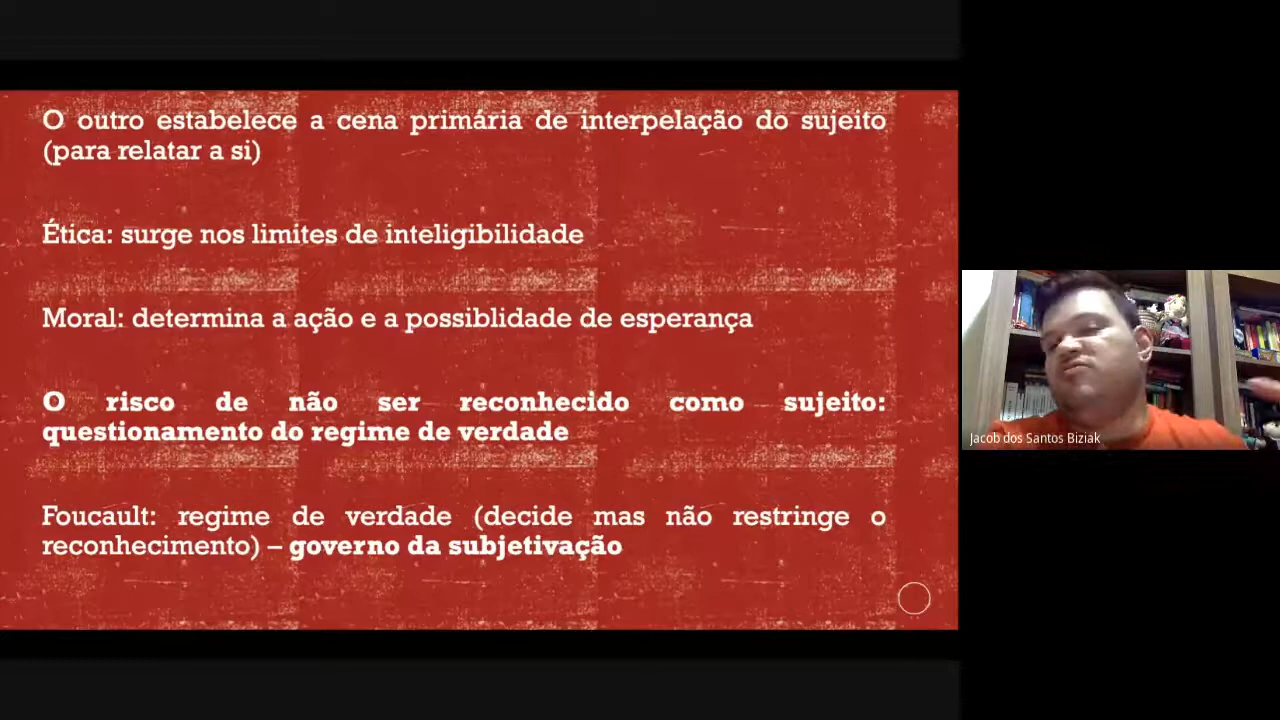 O outro estabelece a cena primária de interpelação do sujeito
(para relatar a si)
Ética: surge nos limites de inteligibilidade
Moral: determina a ação e a possiblidade de esperança
O risco de não ser reconhecido como sujeito:
questionamento do regime de verdade
Foucault: regime de verdade (decide mas não restringe o
reconhecimento) – governo da subjetivação
Jacob dos Santos Biziak